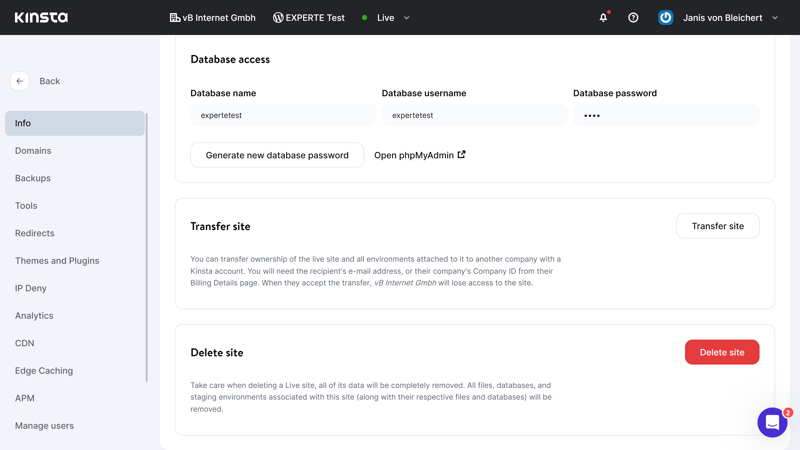 KINSTA
vB Internet Gmbh
EXPERTE Test
Live
Janis von Bleichert
Back
Info
Domains
Backups
Tools
Redirects
Themes and Plugins
IP Deny
Analytics
CDN
Edge Caching
APM
Manage users
Database access
Database name
Database username
Database password
expertetest
expertetest
••••
Generate new database password
Open phpMyAdmin
Transfer site
Transfer site
You can transfer ownership of the live site and all environments attached to it to another company with a
Kinsta account. You will need the recipient's e-mail address, or their company's Company ID from their
Billing Details page. When they accept the transfer, vB Internet Gmbh will lose access to the site.
Delete site
Delete site
Take care when deleting a Live site, all of its data will be completely removed. All files, databases, and
staging environments associated with this site (along with their respective files and databases) will be
removed.
2